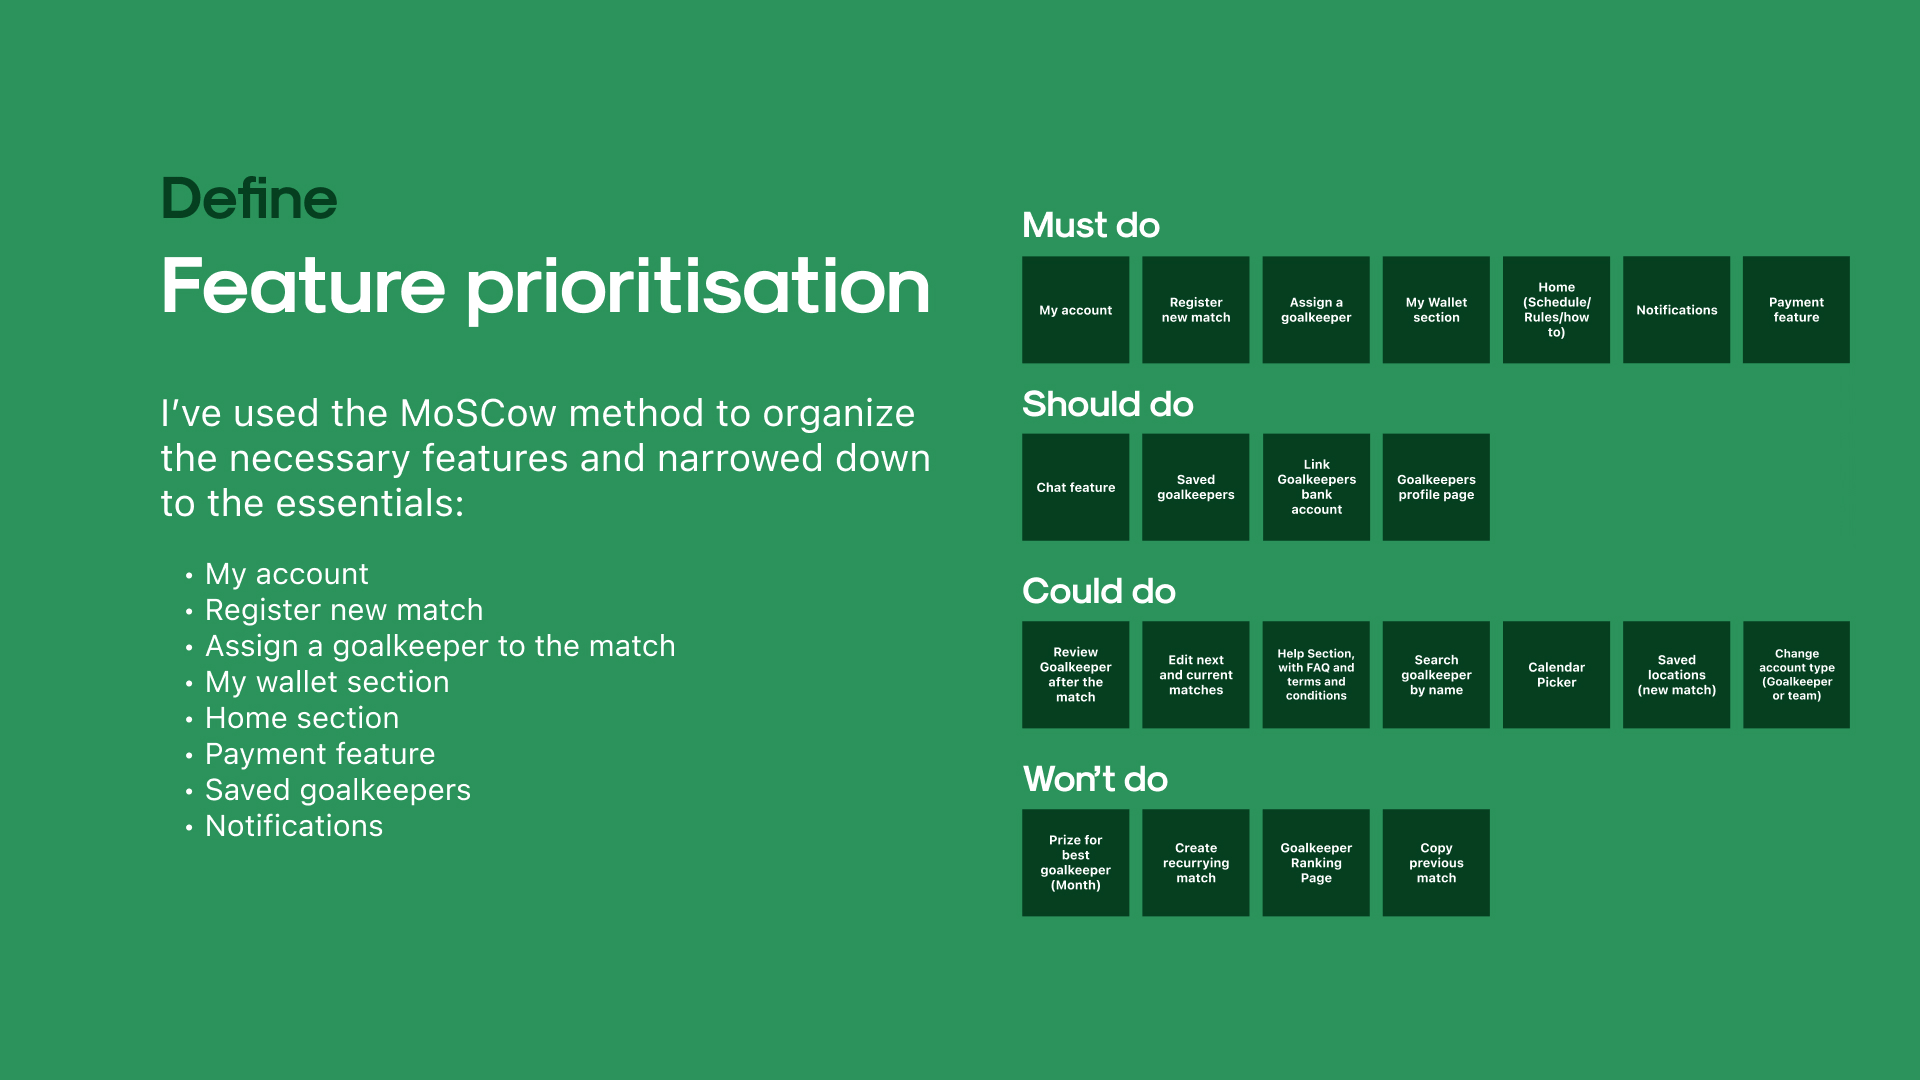 Define
Feature prioritisation
I’ve used the MoSCow method to organize
the necessary features and narrowed down
to the essentials:
• My account
• Register new match
• Assign a goalkeeper to the match
• My wallet section
• Home section
• Payment feature
• Saved goalkeepers
• Notifications
Must do
My account
Register
new match
Assign a
goalkeeper
My Wallet
section
Home
(Schedule/
Rules/how
to)
Notifications
Payment
feature
Should do
Chat feature
Saved
goalkeepers
Link
Goalkeepers
bank
account
Goalkeepers
profile page
Could do
Review
Goalkeeper
after the
match
Edit next
and current
matches
Help Section,
with FAQ and
terms and
conditions
Search
goalkeeper
by name
Calendar
Picker
Saved
locations
(new match)
Change
account type
(Goalkeeper
or team)
Won’t do
Prize for
best
goalkeeper
(Month)
Create
recurrying
match
Goalkeeper
Ranking
Page
Copy
previous
match